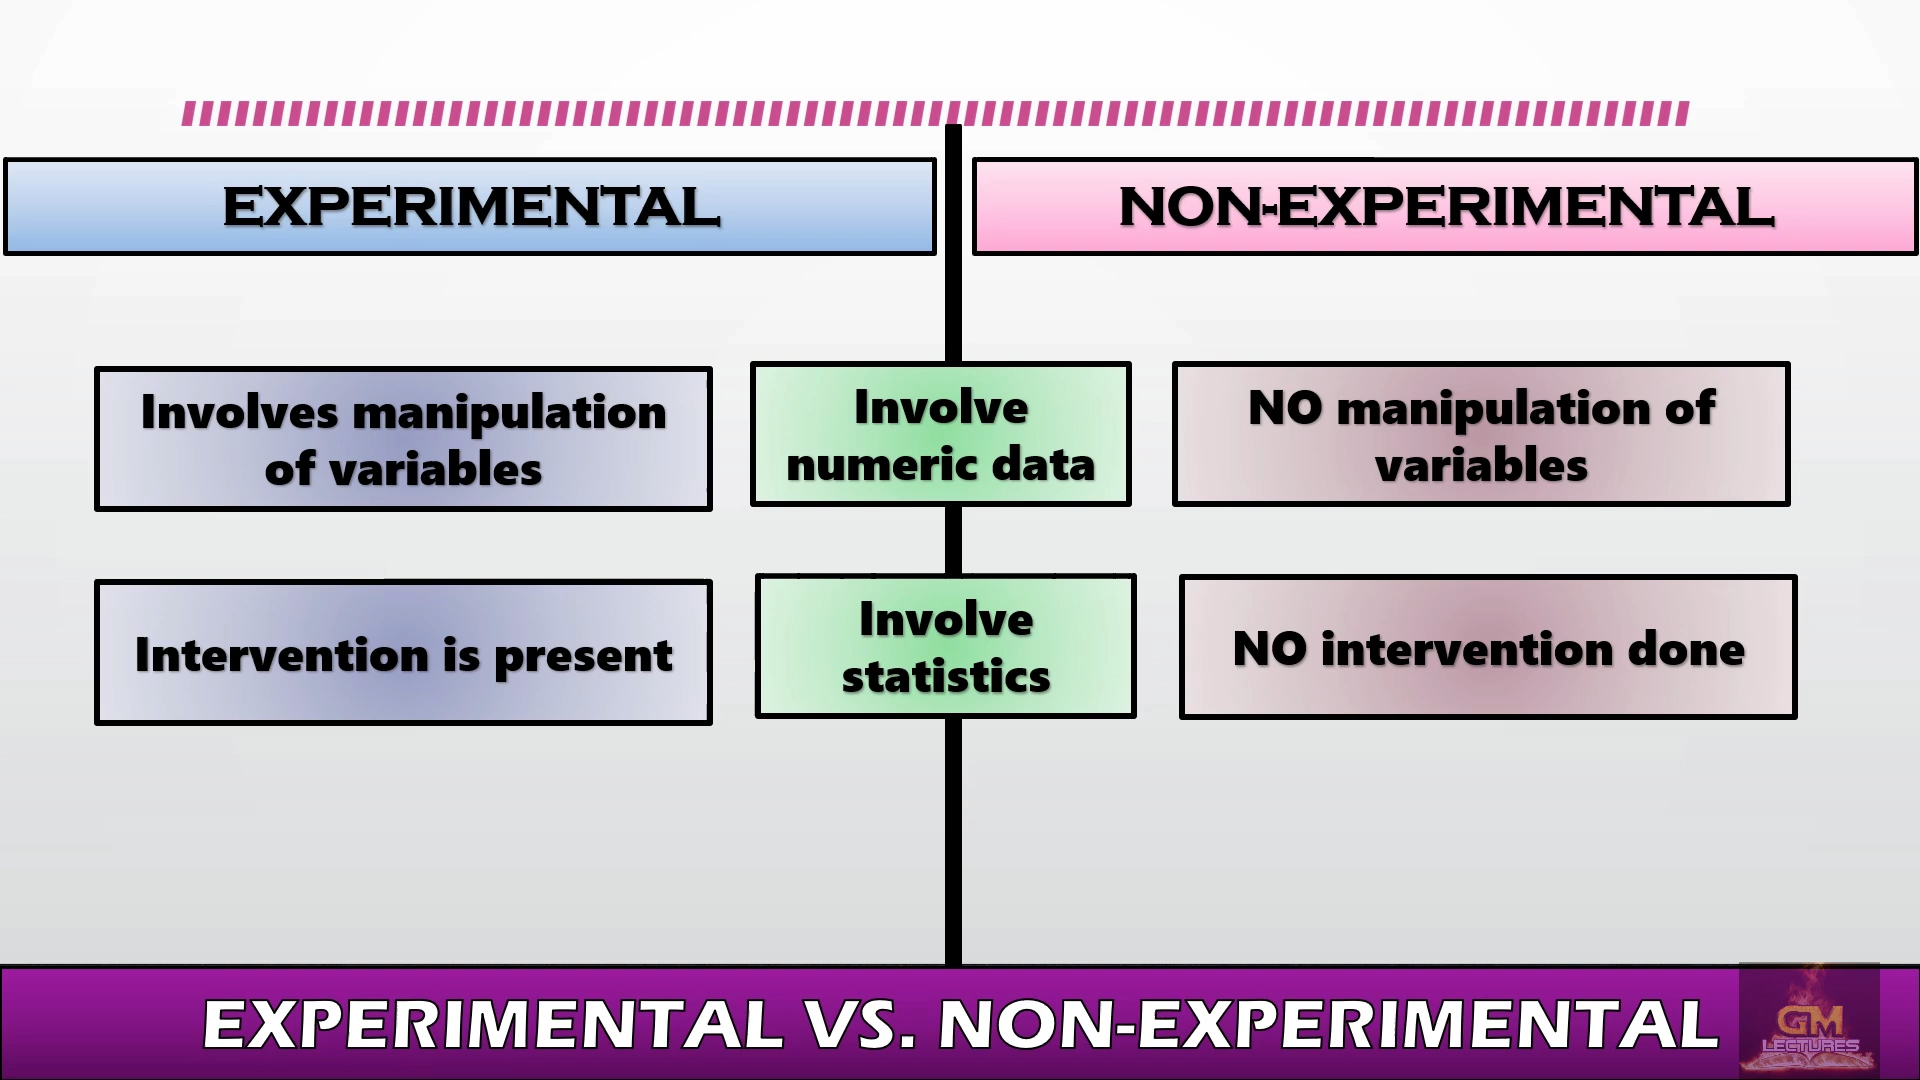 EXPERIMENTAL
NON-EXPERIMENTAL
Involves manipulation
of variables
Involve
numeric data
NO manipulation of
variables
Intervention is present
Involve
statistics
NO intervention done
EXPERIMENTAL VS. NON-EXPERIMENTAL
GM
LECTURES